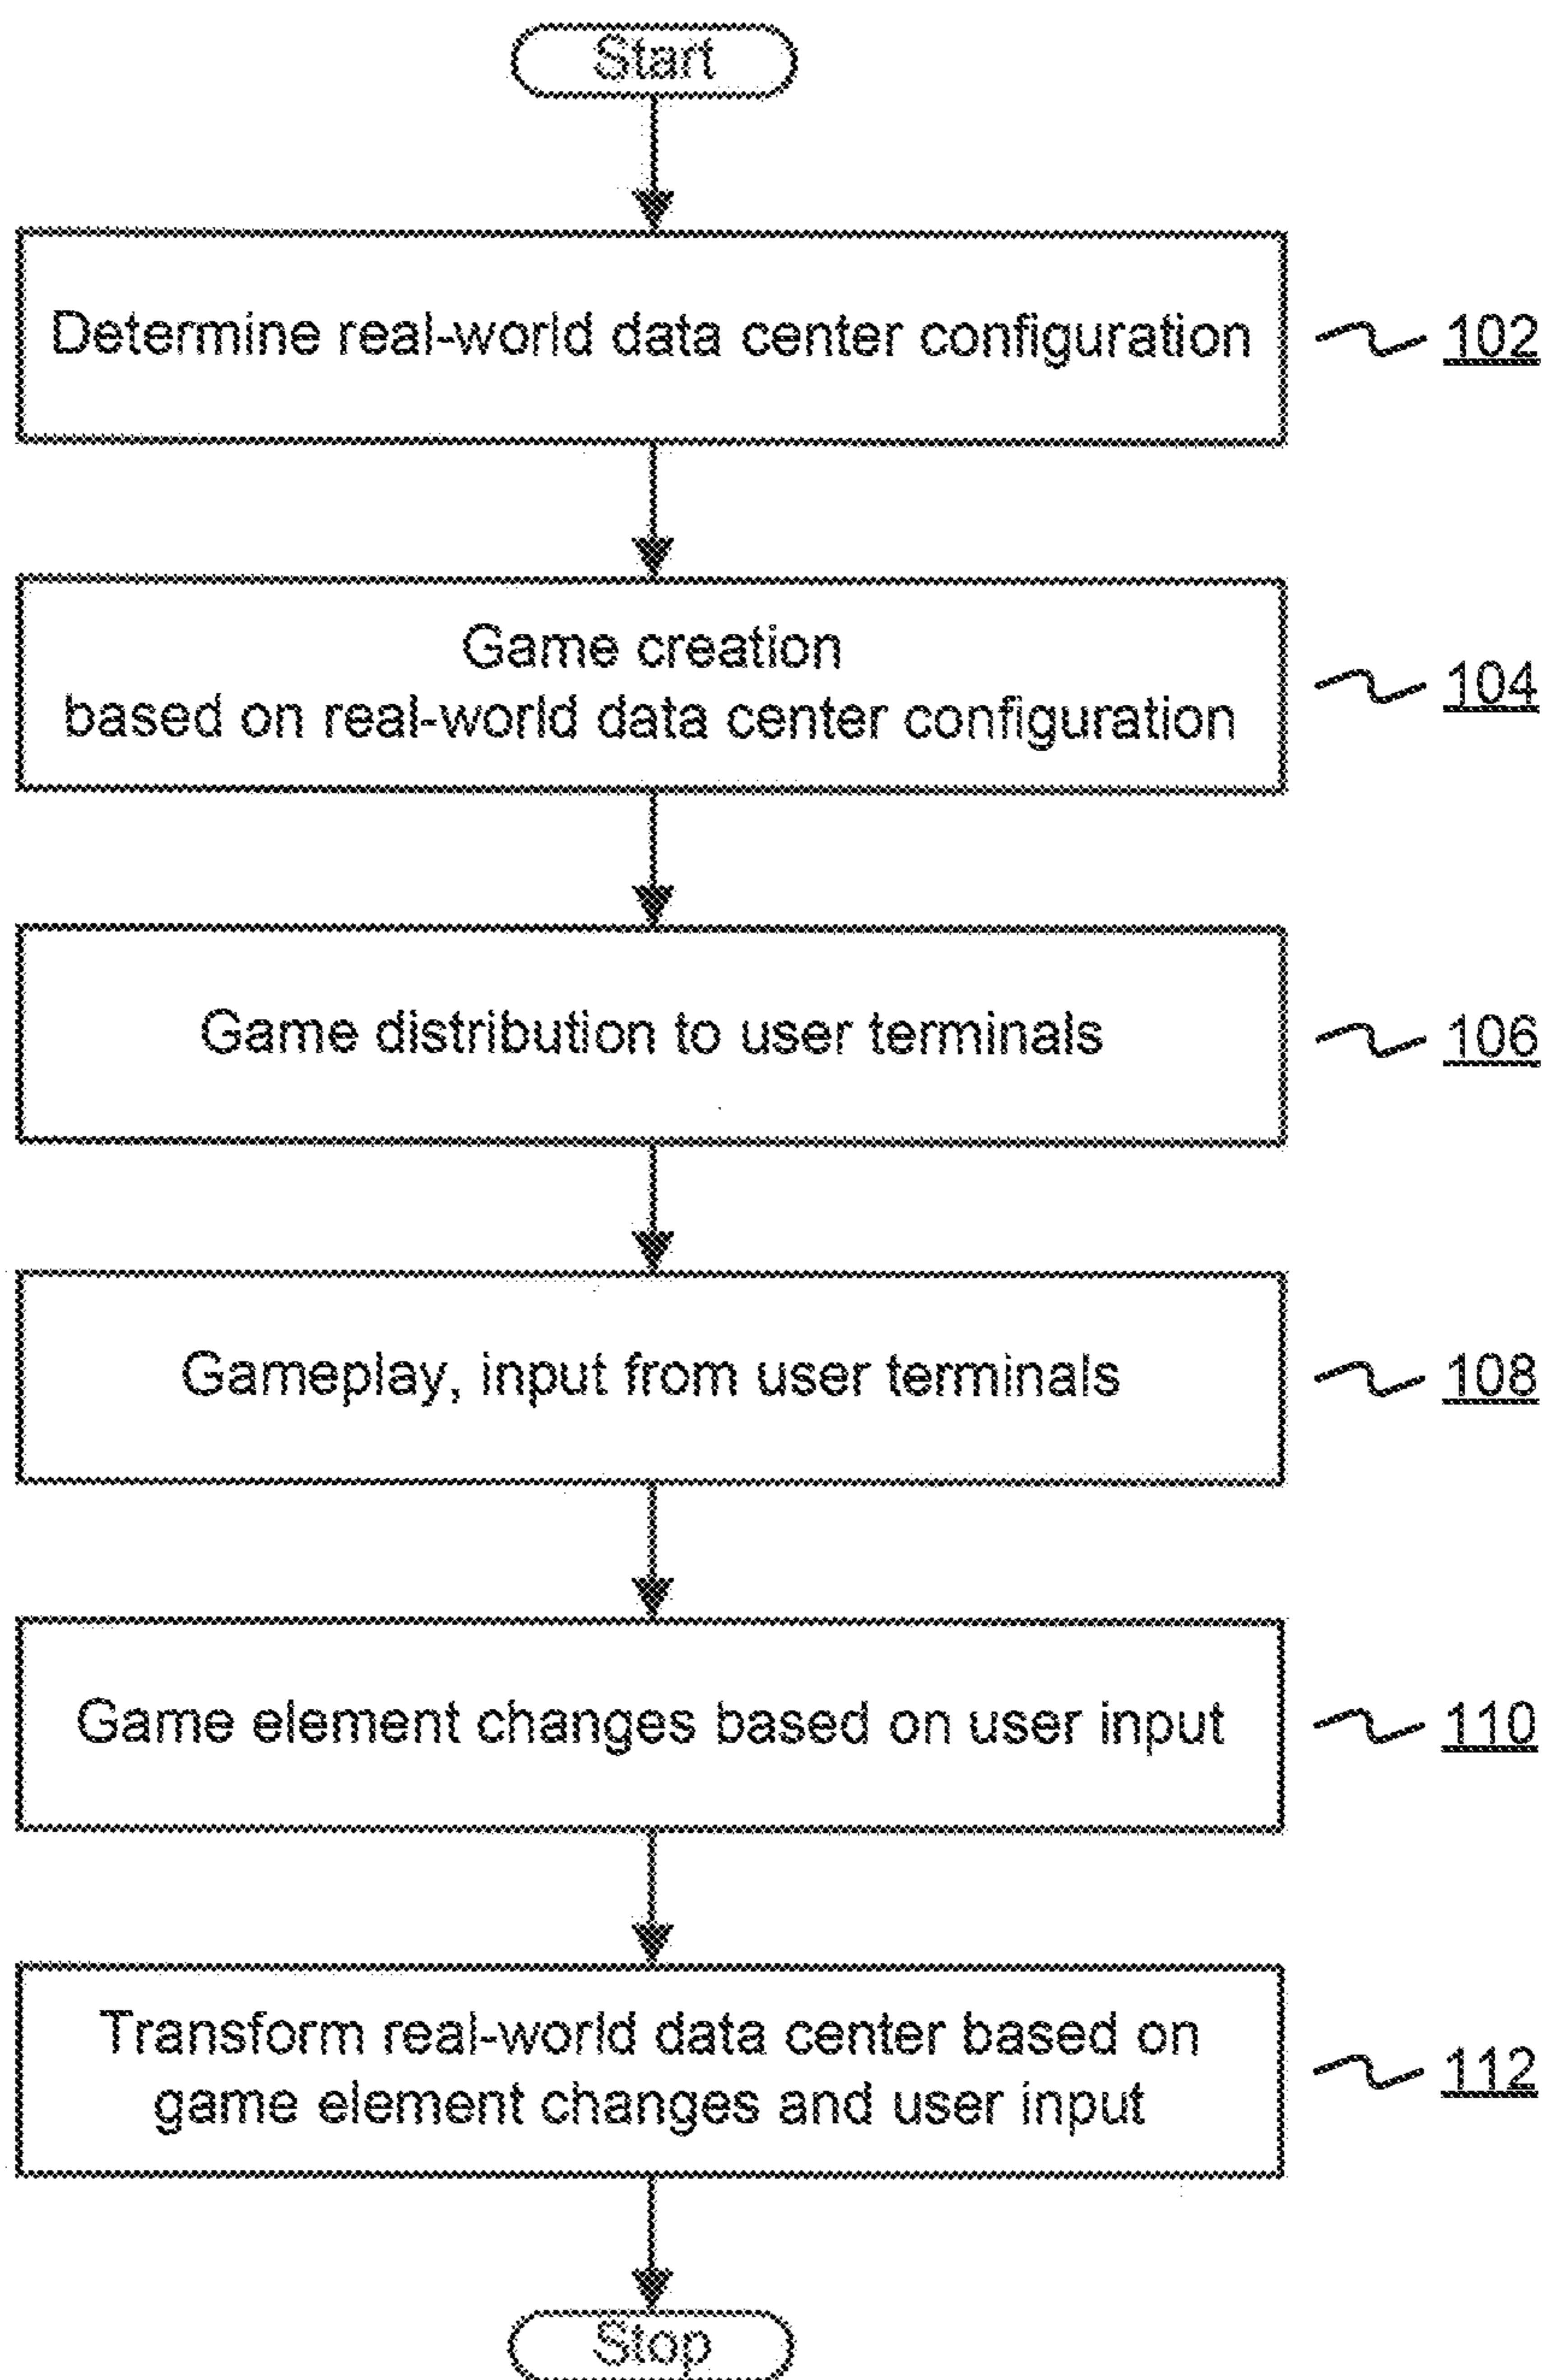 Start
Determine real-world data center configuration
102
Game creation
based on real-world data center configuration
104
Game distribution to user terminals
106
Gameplay, input from user terminals
108
Game element changes based on user input
110
Transform real-world data center based on
game element changes and user input
112
Stop